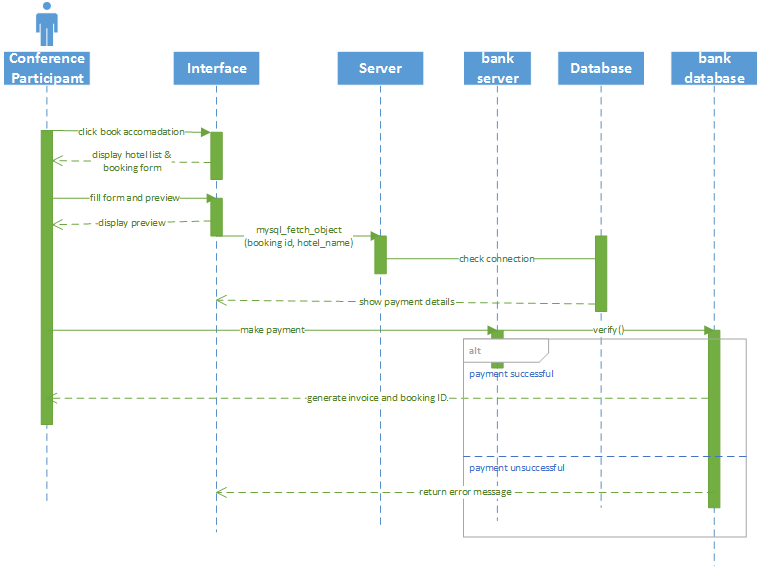 Conference
Participant
Interface
Server
bank
server
Database
bank
database
click book accomadation
display hotel list &
booking form
fill form and preview
display preview
mysql_fetch_object
(booking id, hotel_name)
check connection
show payment details
make payment
verify()
alt
payment successful
generate invoice and booking ID.
payment unsuccessful
return error message